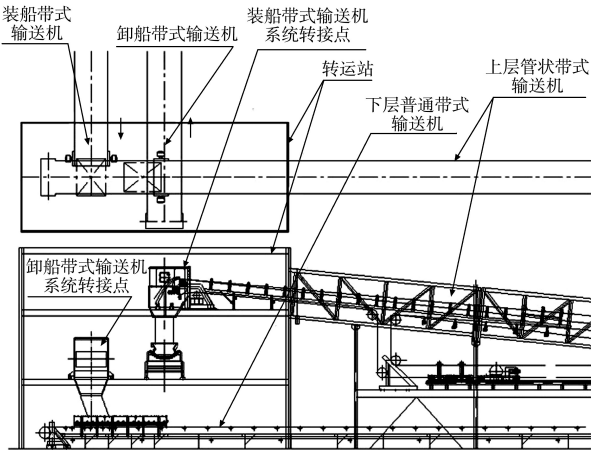 装船带式
输送机
卸船带式输送机
装船带式输送机
系统转接点
转运站
上层管状带式
输送机
下层普通带式
输送机
卸船带式输送机
系统转接点